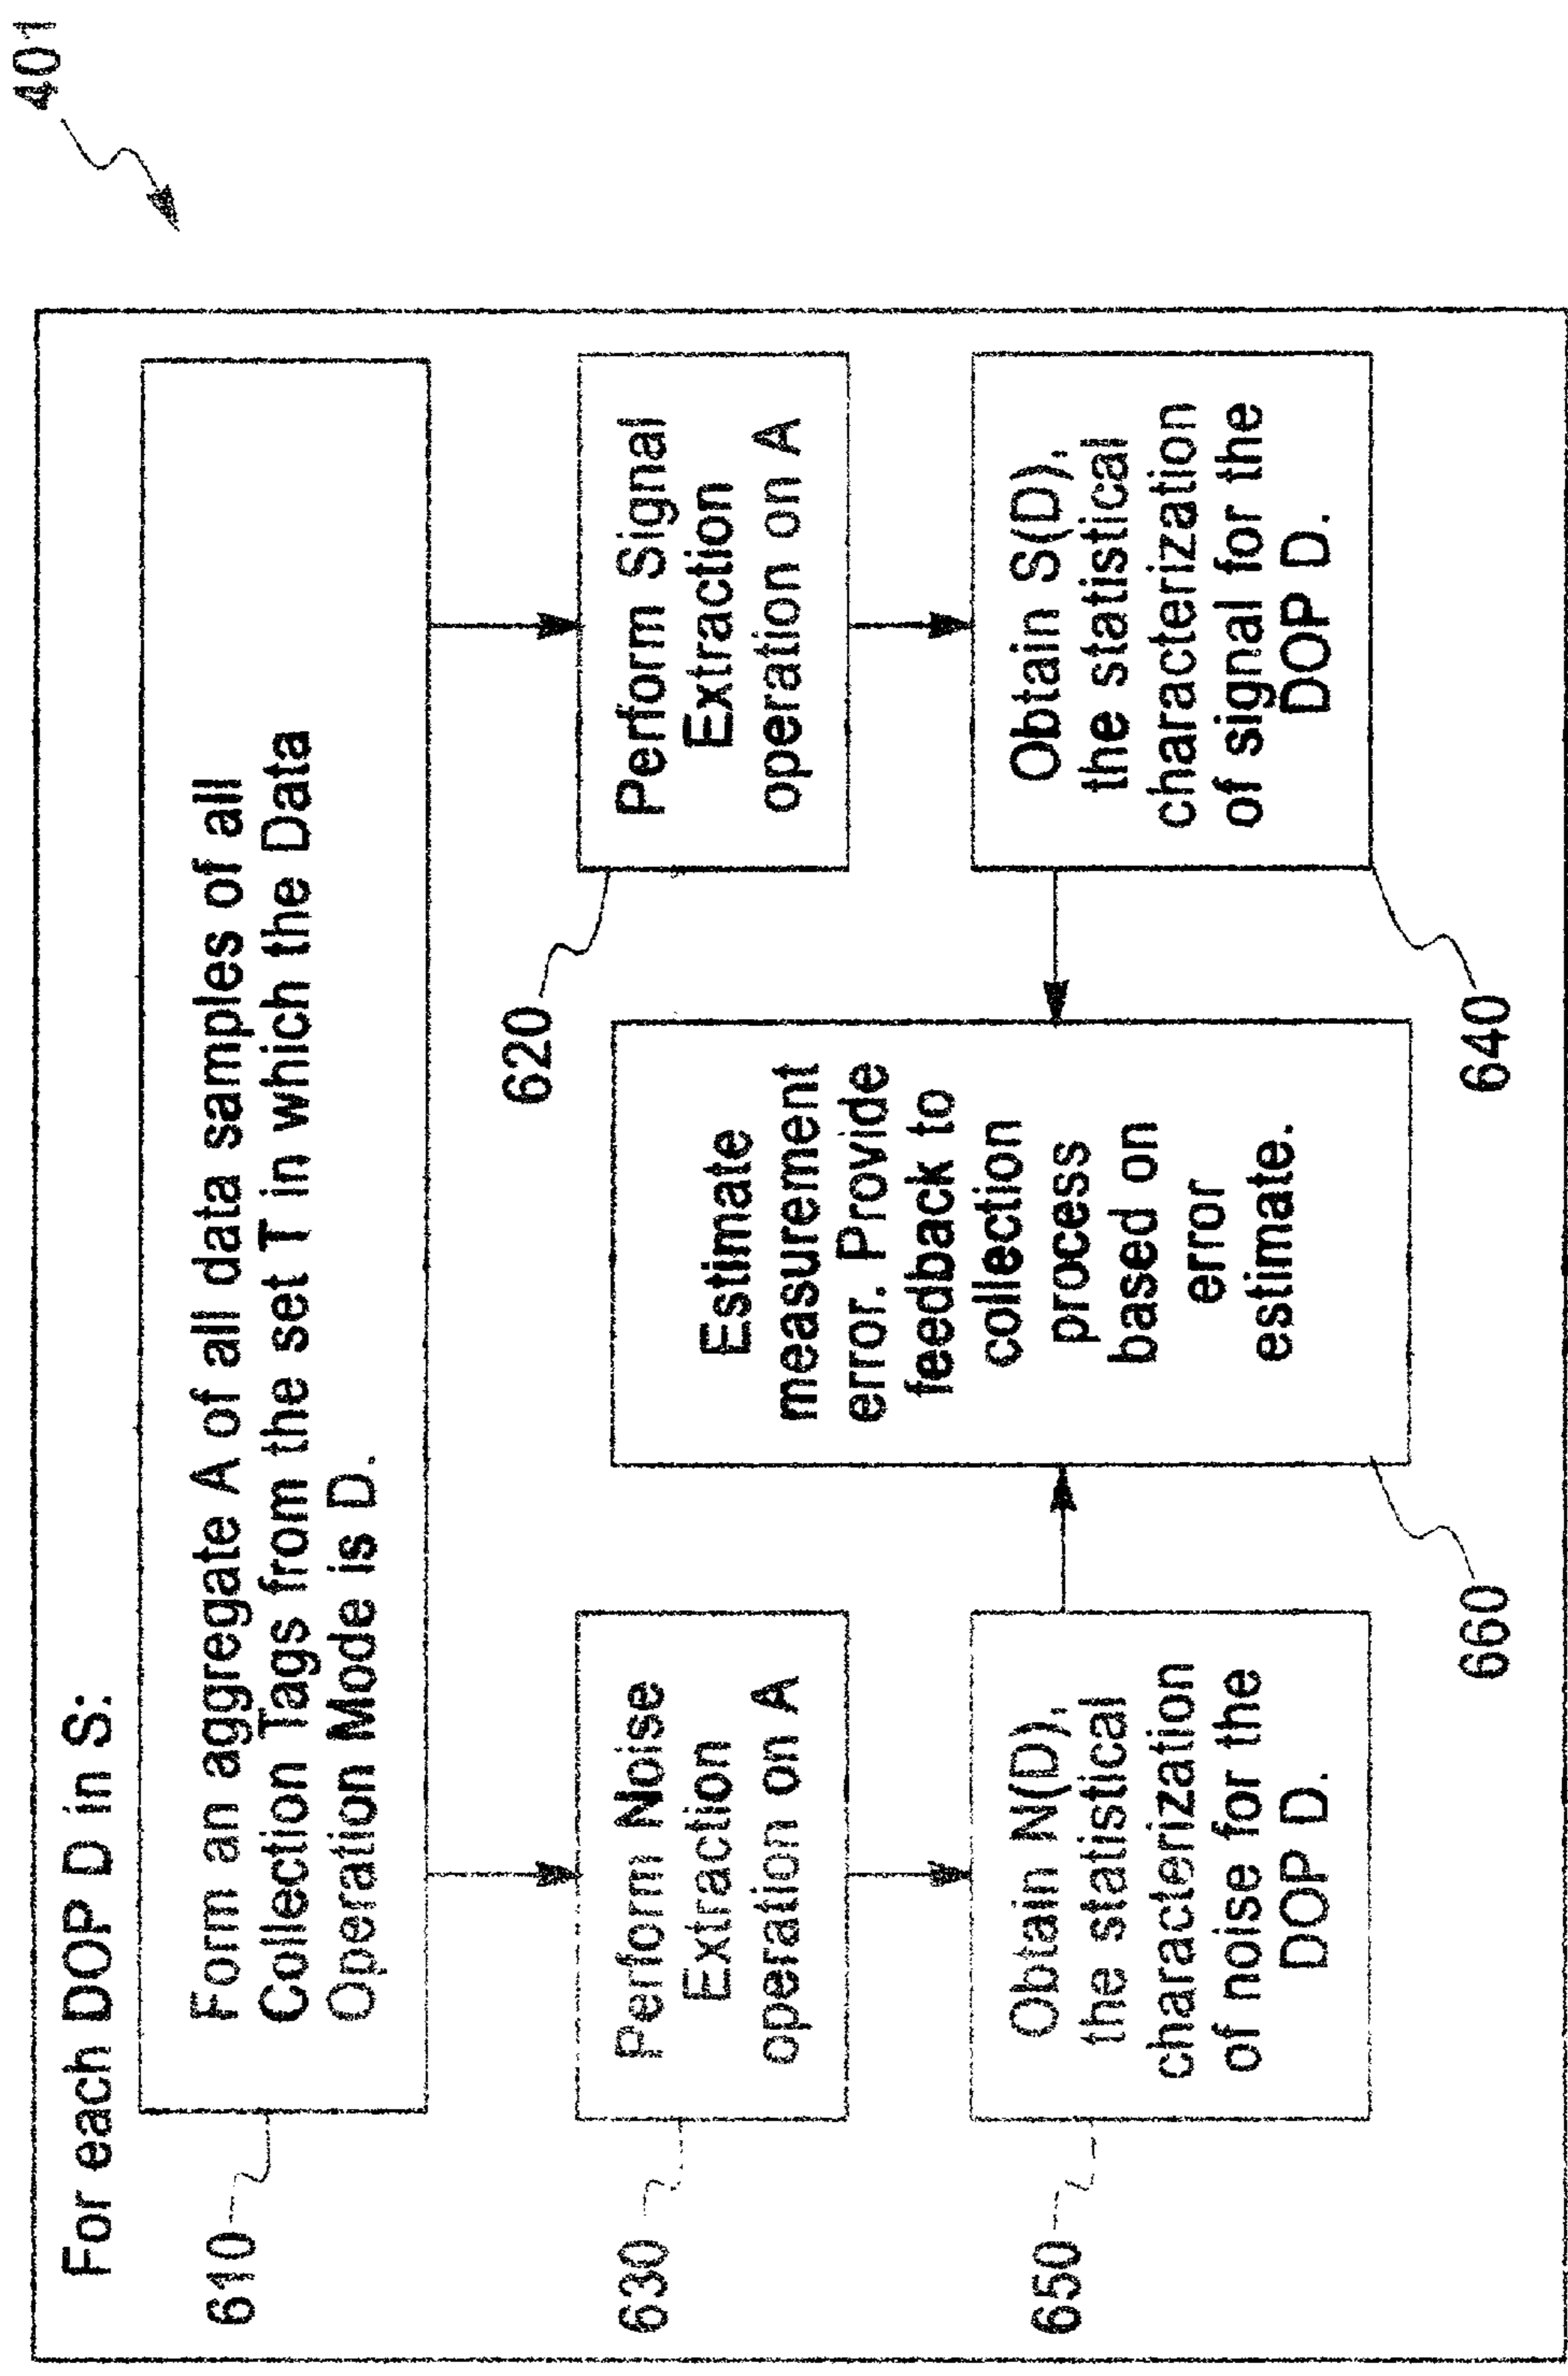 401
For each DOP D in S:
610
Form an aggregate A of all data samples of all
Collection Tags from the set T in which the Data
Operation Mode is D.
630
Perform Noise
Extraction
operation on A
620
Perform Signal
Extraction
operation on A
650
Obtain N(D),
the statistical
characterization
of noise for the
DOP D.
Estimate
measurement
error. Provide
feedback to
collection
process
based on
error
estimate.
660
Obtain S(D),
the statistical
characterization
of signal for the
DOP D.
640